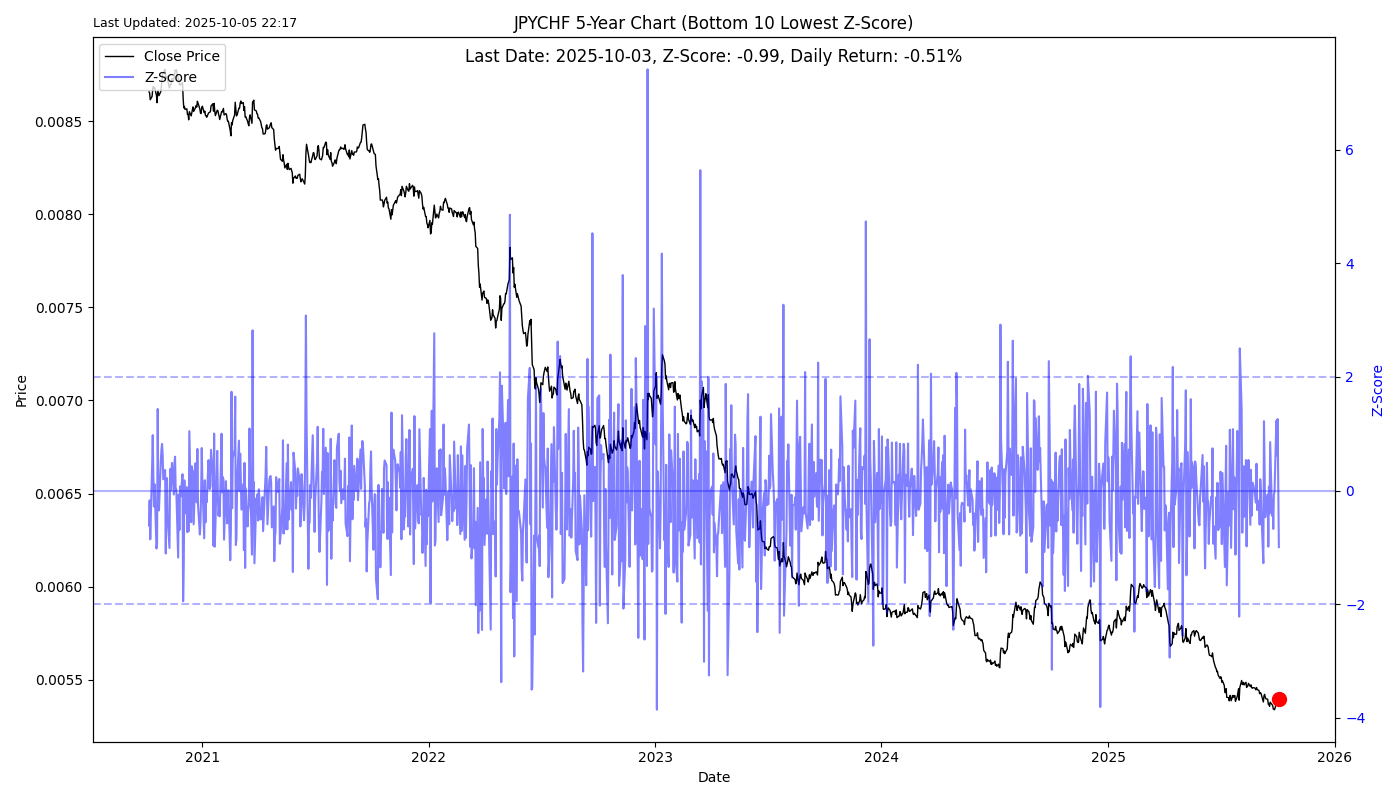 Last Updated: 2025-10-05 22:17
JPYCHF 5-Year Chart (Bottom 10 Lowest Z-Score)
Last Date: 2025-10-03, Z-Score: -0.99, Daily Return: -0.51%
Close Price
Z-Score
0.0085
0.0080
0.0075
0.0070
0.0065
0.0060
0.0055
Price
6
4
2
0
−2
−4
Z-Score
2021
2022
2023
2024
2025
2026
Date